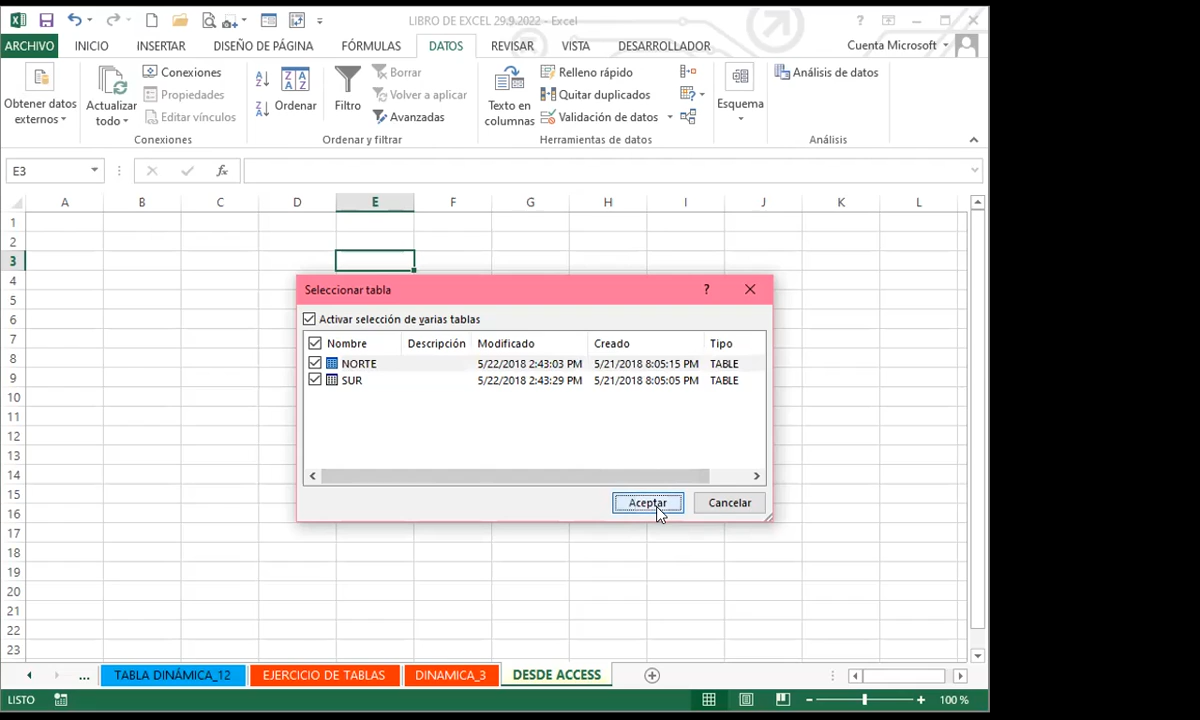 LIBRO DE EXCEL 29.9.2022 - Excel
?
ARCHIVO INICIO INSERTAR DISEÑO DE PÁGINA FÓRMULAS DATOS REVISAR VISTA DESARROLLADOR Cuenta Microsoft
Obtener datos externos
Actualizar todo
Conexiones
Propiedades
Editar vínculos
Conexiones
Ordenar
Filtro
Borrar
Volver a aplicar
Avanzadas
Ordenar y filtrar
Texto en columnas
Relleno rápido
Quitar duplicados
Validación de datos
Herramientas de datos
Esquema
Análisis de datos
Análisis
E3
fx
A B C D E F G H I J K L
1
2
3
4
5
6
7
8
9
10
11
12
13
14
15
16
17
18
19
20
21
22
23
Seleccionar tabla ?
Activar selección de varias tablas
Nombre Descripción Modificado Creado Tipo
NORTE 5/22/2018 2:43:03 PM 5/21/2018 8:05:15 PM TABLE
SUR 5/22/2018 2:43:29 PM 5/21/2018 8:05:05 PM TABLE
Aceptar Cancelar
... TABLA DINÁMICA_12 EJERCICIO DE TABLAS DINAMICA_3 DESDE ACCESS
LISTO 100 %